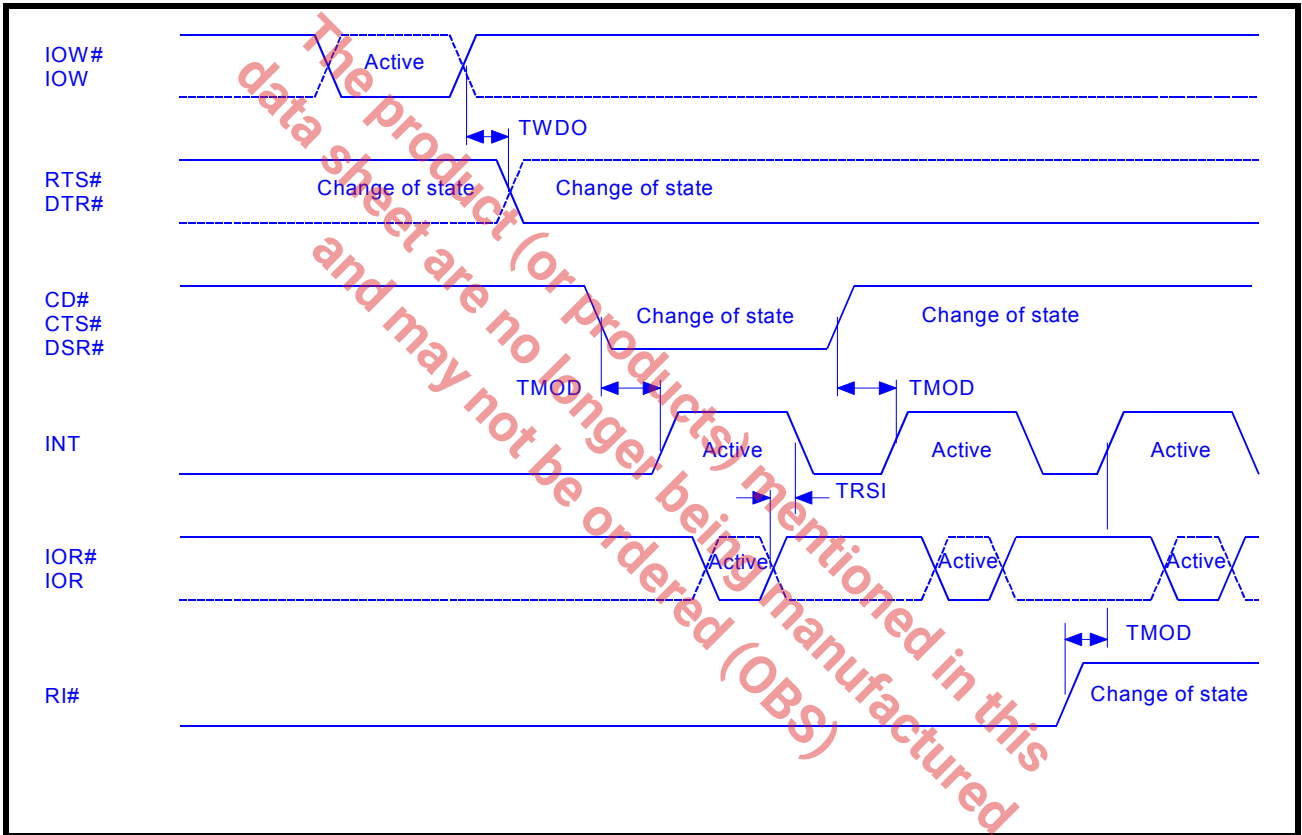 IOW#
IOW
Active
TWDO
RTS#
DTR#
Change of state
Change of state
CD#
CTS#
DSR#
Change of state
Change of state
TMOD
TMOD
INT
Active
Active
Active
TRSI
IOR#
IOR
Active
Active
Active
TMOD
RI#
Change of state
The product (or products) mentioned in this
data sheet are no longer being manufactured
and may not be ordered (OBS)